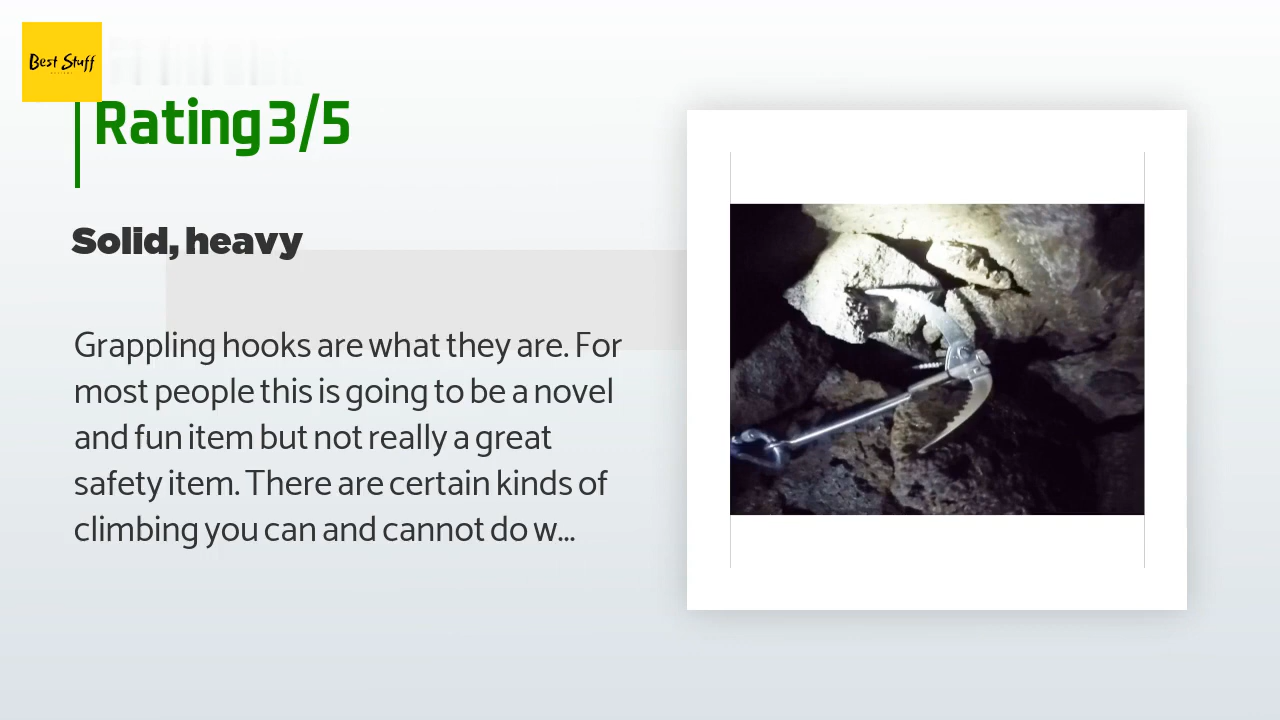 Best Stuff
Rating 3/5
Solid, heavy
Grappling hooks are what they are. For
most people this is going to be a novel
and fun item but not really a great
safety item. There are certain kinds of
climbing you can and cannot do w...